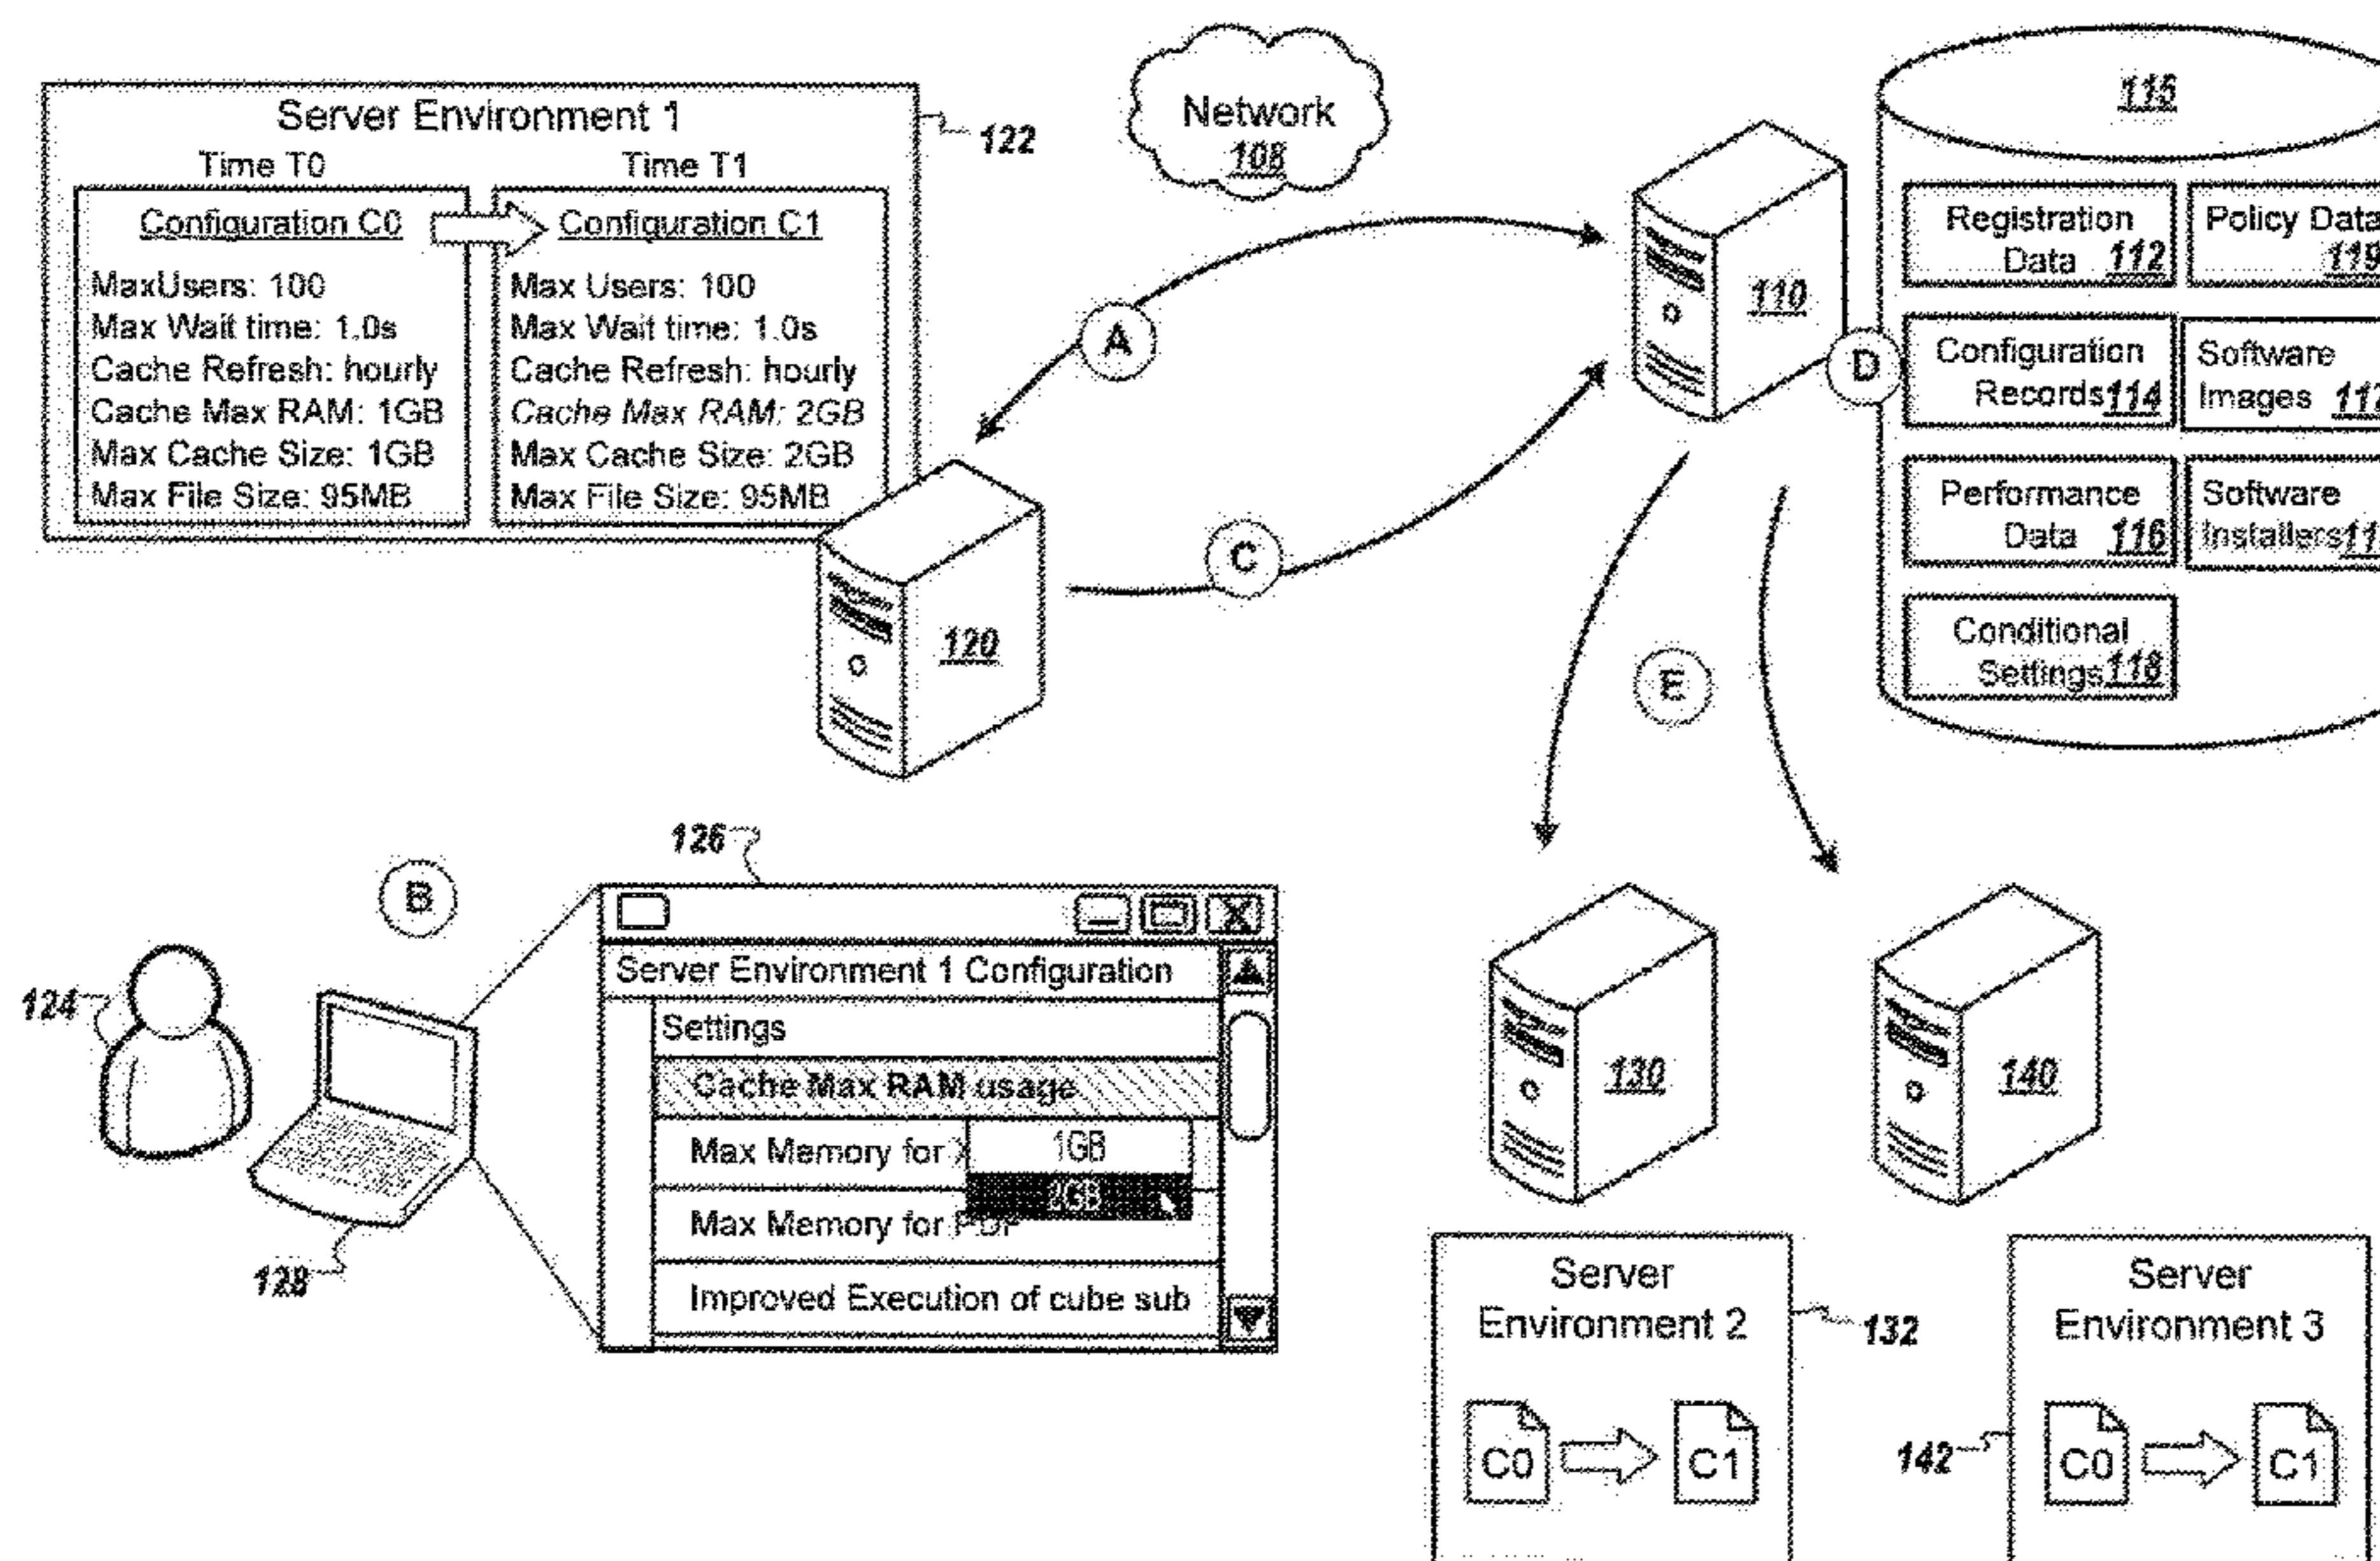 Server Environment 1
122
Time T0
Time T1
Configuration C0
MaxUsers: 100
Max Wait time: 1.0s
Cache Refresh: hourly
Cache Max RAM: 1GB
Max Cache Size: 1GB
Max File Size: 95MB
Configuration C1
Max Users: 100
Max Wait time: 1.0s
Cache Refresh: hourly
Cache Max RAM: 2GB
Max Cache Size: 2GB
Max File Size: 95MB
Network
108
A
C
120
110
D
115
Registration
Data 112
Policy Data
119
Configuration
Records 114
Software
Images
Performance
Data 116
Software
Installers
Conditional
Settings 118
E
B
124
128
126
X
Server Environment 1 Configuration
Settings
Cache Max RAM usage
Max Memory for X
1GB
2GB
Max Memory for PDF
Improved Execution of cube sub
130
140
Server
Environment 2
132
C0
C1
Server
Environment 3
142
C0
C1